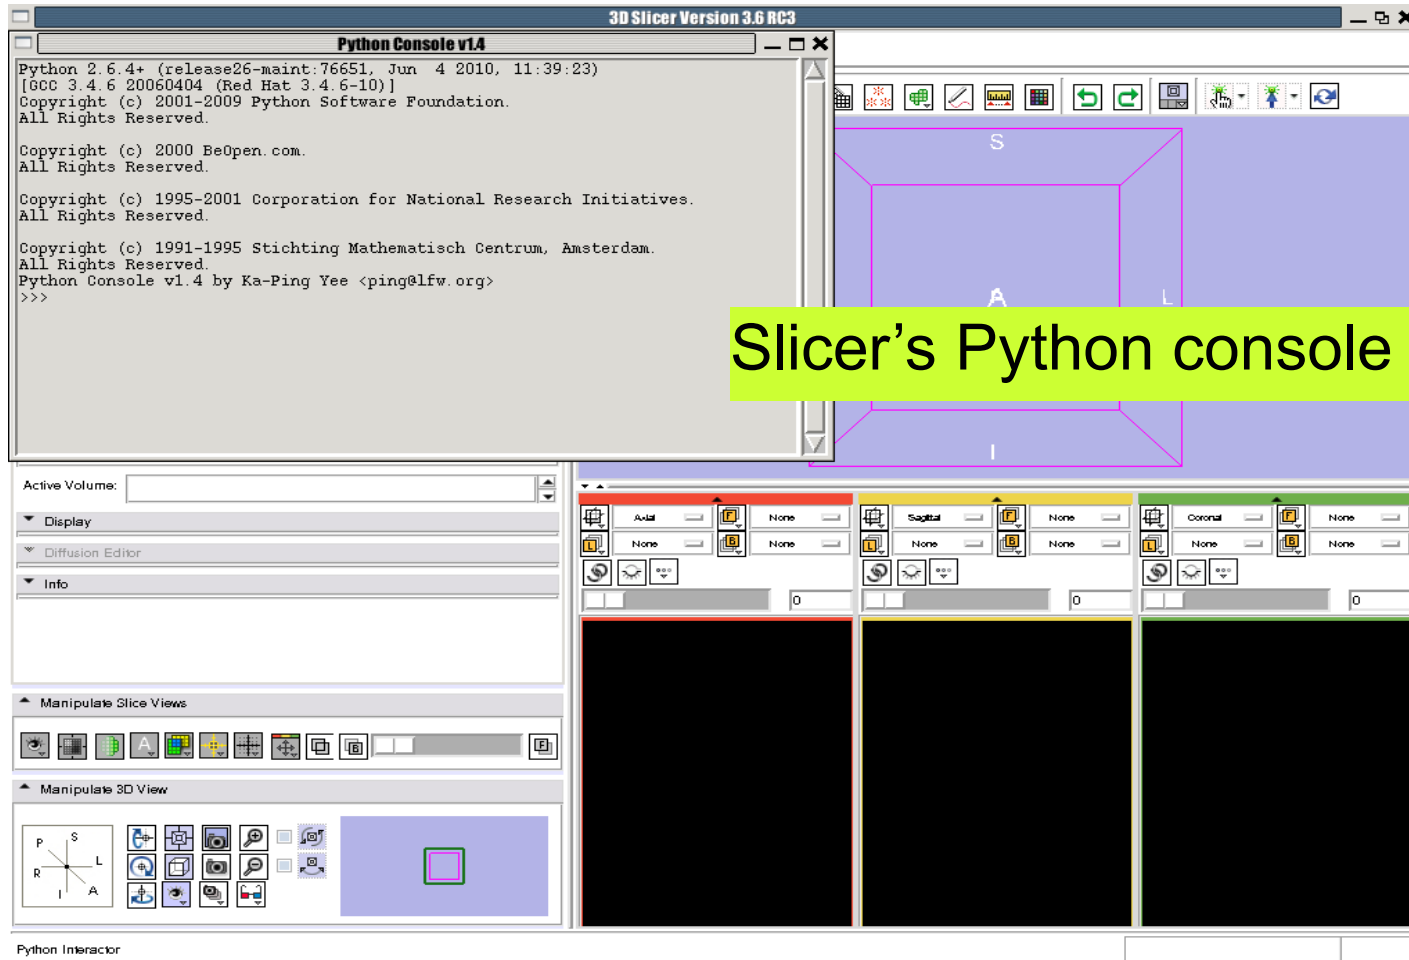 3D Slicer Version 3.6 RC3
Python Console v1.4
Python 2.6.4+ (release26-maint:76651, Jun  4 2010, 11:39:23)
[GCC 3.4.6 20060404 (Red Hat 3.4.6-10)]
Copyright (c) 2001-2009 Python Software Foundation.
All Rights Reserved.
Copyright (c) 2000 BeOpen.com.
All Rights Reserved.
Copyright (c) 1995-2001 Corporation for National Research Initiatives.
All Rights Reserved.
Copyright (c) 1991-1995 Stichting Mathematisch Centrum, Amsterdam.
All Rights Reserved.
Python Console v1.4 by Ka-Ping Yee <ping@lfw.org>
>>>
S
A L
I
Slicer’s Python console
Active Volume:
Display
Diffusion Editor
Info
Axial F None
L None B None
0
Sagittal F None
L None B None
0
Coronal F None
L None B None
0
Manipulate Slice Views
A B F
Manipulate 3D View
P S
R L
I A
Python Interactor